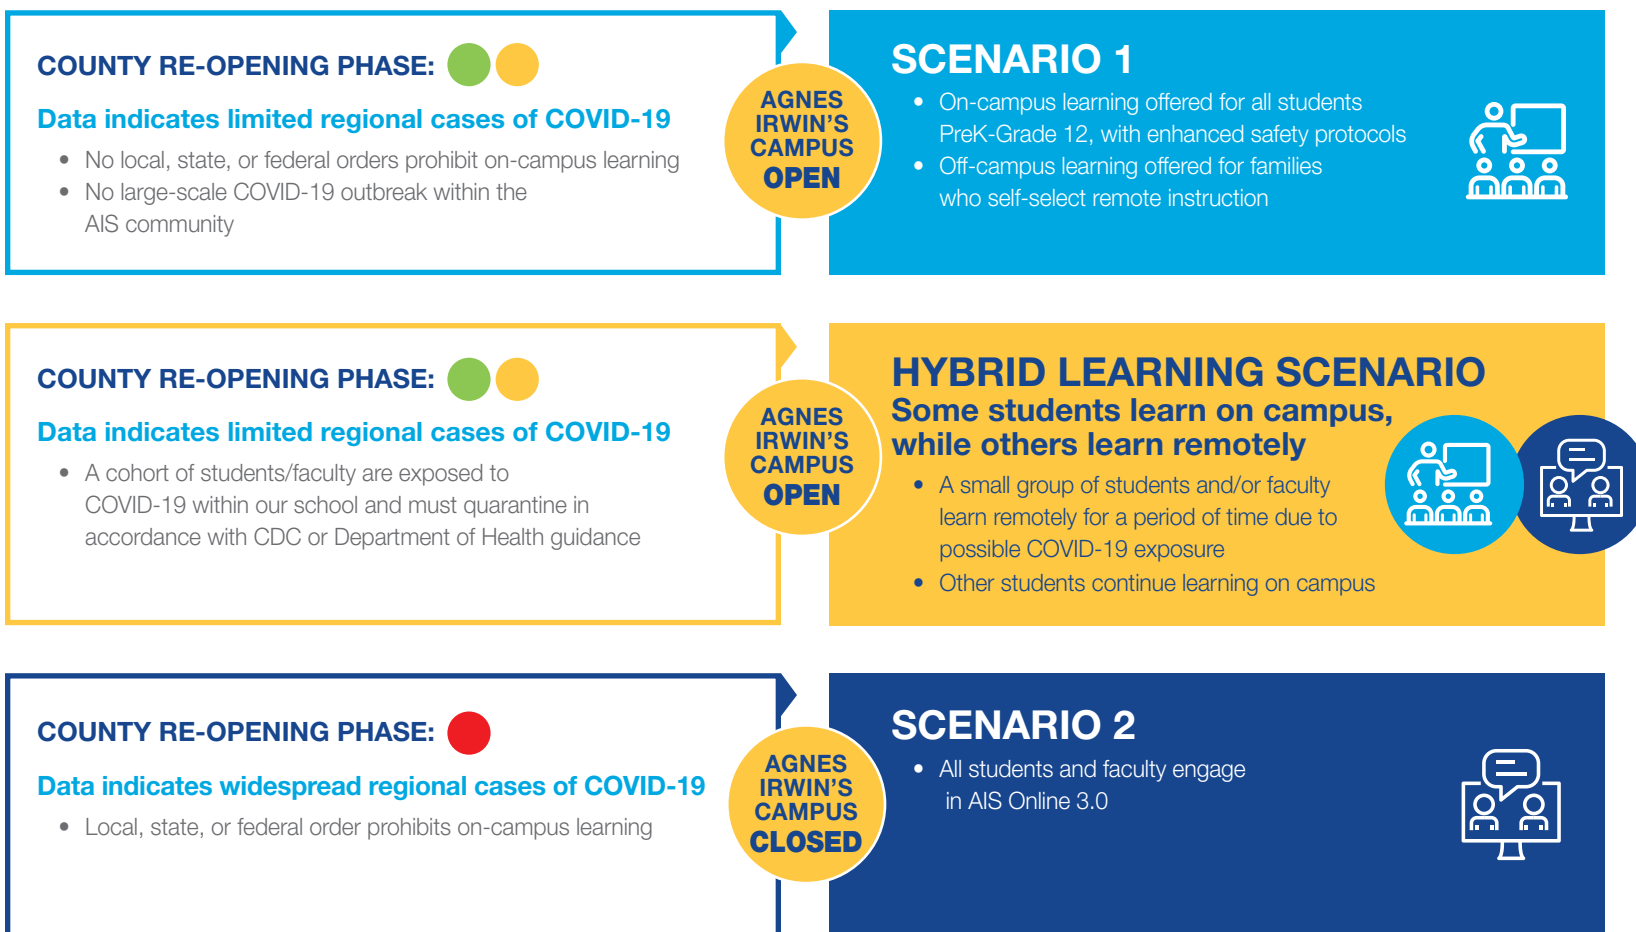 COUNTY RE-OPENING PHASE:
Data indicates limited regional cases of COVID-19
• No local, state, or federal orders prohibit on-campus learning
• No large-scale COVID-19 outbreak within the
AIS community
AGNES
IRWIN'S
CAMPUS
OPEN
SCENARIO 1
• On-campus learning offered for all students
PreK-Grade 12, with enhanced safety protocols
• Off-campus learning offered for families
who self-select remote instruction
COUNTY RE-OPENING PHASE:
Data indicates limited regional cases of COVID-19
• A cohort of students/faculty are exposed to
COVID-19 within our school and must quarantine in
accordance with CDC or Department of Health guidance
AGNES
IRWIN'S
CAMPUS
OPEN
HYBRID LEARNING SCENARIO
Some students learn on campus,
while others learn remotely
• A small group of students and/or faculty
learn remotely for a period of time due to
possible COVID-19 exposure
• Other students continue learning on campus
COUNTY RE-OPENING PHASE:
Data indicates widespread regional cases of COVID-19
• Local, state, or federal order prohibits on-campus learning
AGNES
IRWIN'S
CAMPUS
CLOSED
SCENARIO 2
• All students and faculty engage
in AIS Online 3.0